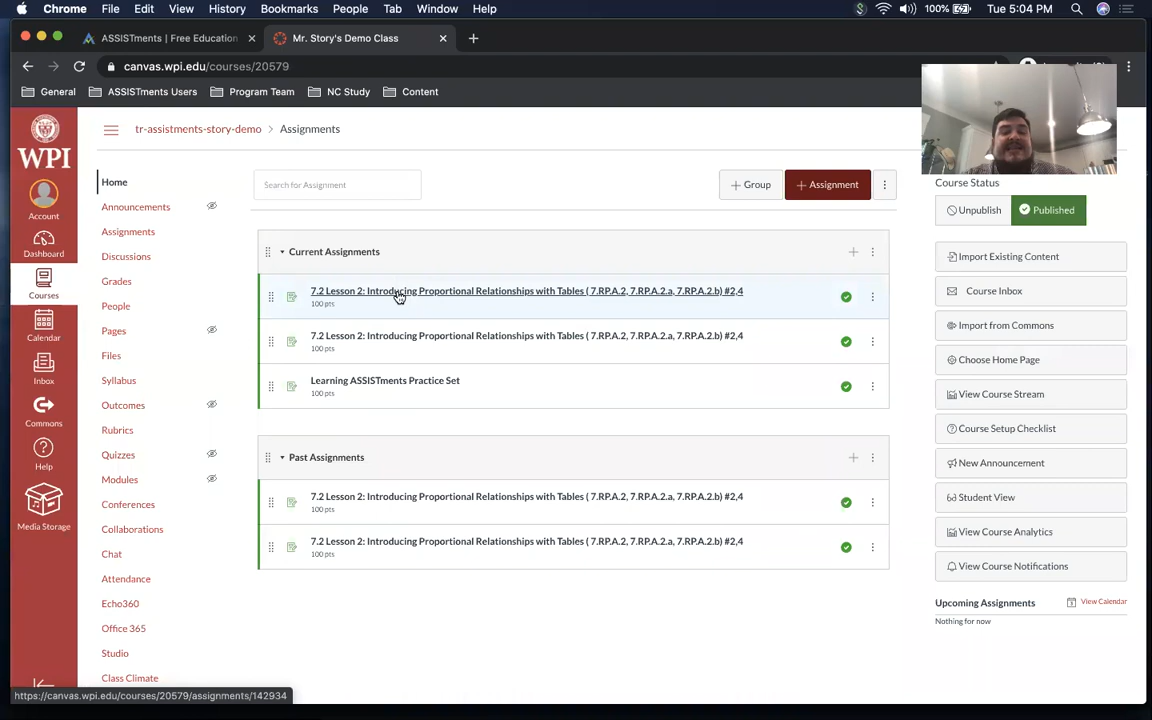 Chrome File Edit View History Bookmarks People Tab Window Help 100% Tue 5:04 PM
ASSISTments | Free Education Mr. Story's Demo Class
canvas.wpi.edu/courses/20579
General ASSISTments Users Program Team NC Study Content
WPI
Account
Dashboard
Courses
Calendar
Inbox
Commons
Help
Media Storage
tr-assistments-story-demo > Assignments
Home
Announcements
Assignments
Discussions
Grades
People
Pages
Files
Syllabus
Outcomes
Rubrics
Quizzes
Modules
Conferences
Collaborations
Chat
Attendance
Echo360
Office 365
Studio
Class Climate
Search for Assignment
+ Group
+ Assignment
Current Assignments
7.2 Lesson 2: Introducing Proportional Relationships with Tables ( 7.RP.A.2, 7.RP.A.2.a, 7.RP.A.2.b) #2,4
100 pts
7.2 Lesson 2: Introducing Proportional Relationships with Tables ( 7.RP.A.2, 7.RP.A.2.a, 7.RP.A.2.b) #2,4
100 pts
Learning ASSISTments Practice Set
100 pts
Past Assignments
7.2 Lesson 2: Introducing Proportional Relationships with Tables ( 7.RP.A.2, 7.RP.A.2.a, 7.RP.A.2.b) #2,4
100 pts
7.2 Lesson 2: Introducing Proportional Relationships with Tables ( 7.RP.A.2, 7.RP.A.2.a, 7.RP.A.2.b) #2,4
100 pts
Course Status
Unpublish Published
Import Existing Content
Course Inbox
Import from Commons
Choose Home Page
View Course Stream
Course Setup Checklist
New Announcement
Student View
View Course Analytics
View Course Notifications
Upcoming Assignments View Calendar
Nothing for now
https://canvas.wpi.edu/courses/20579/assignments/142934